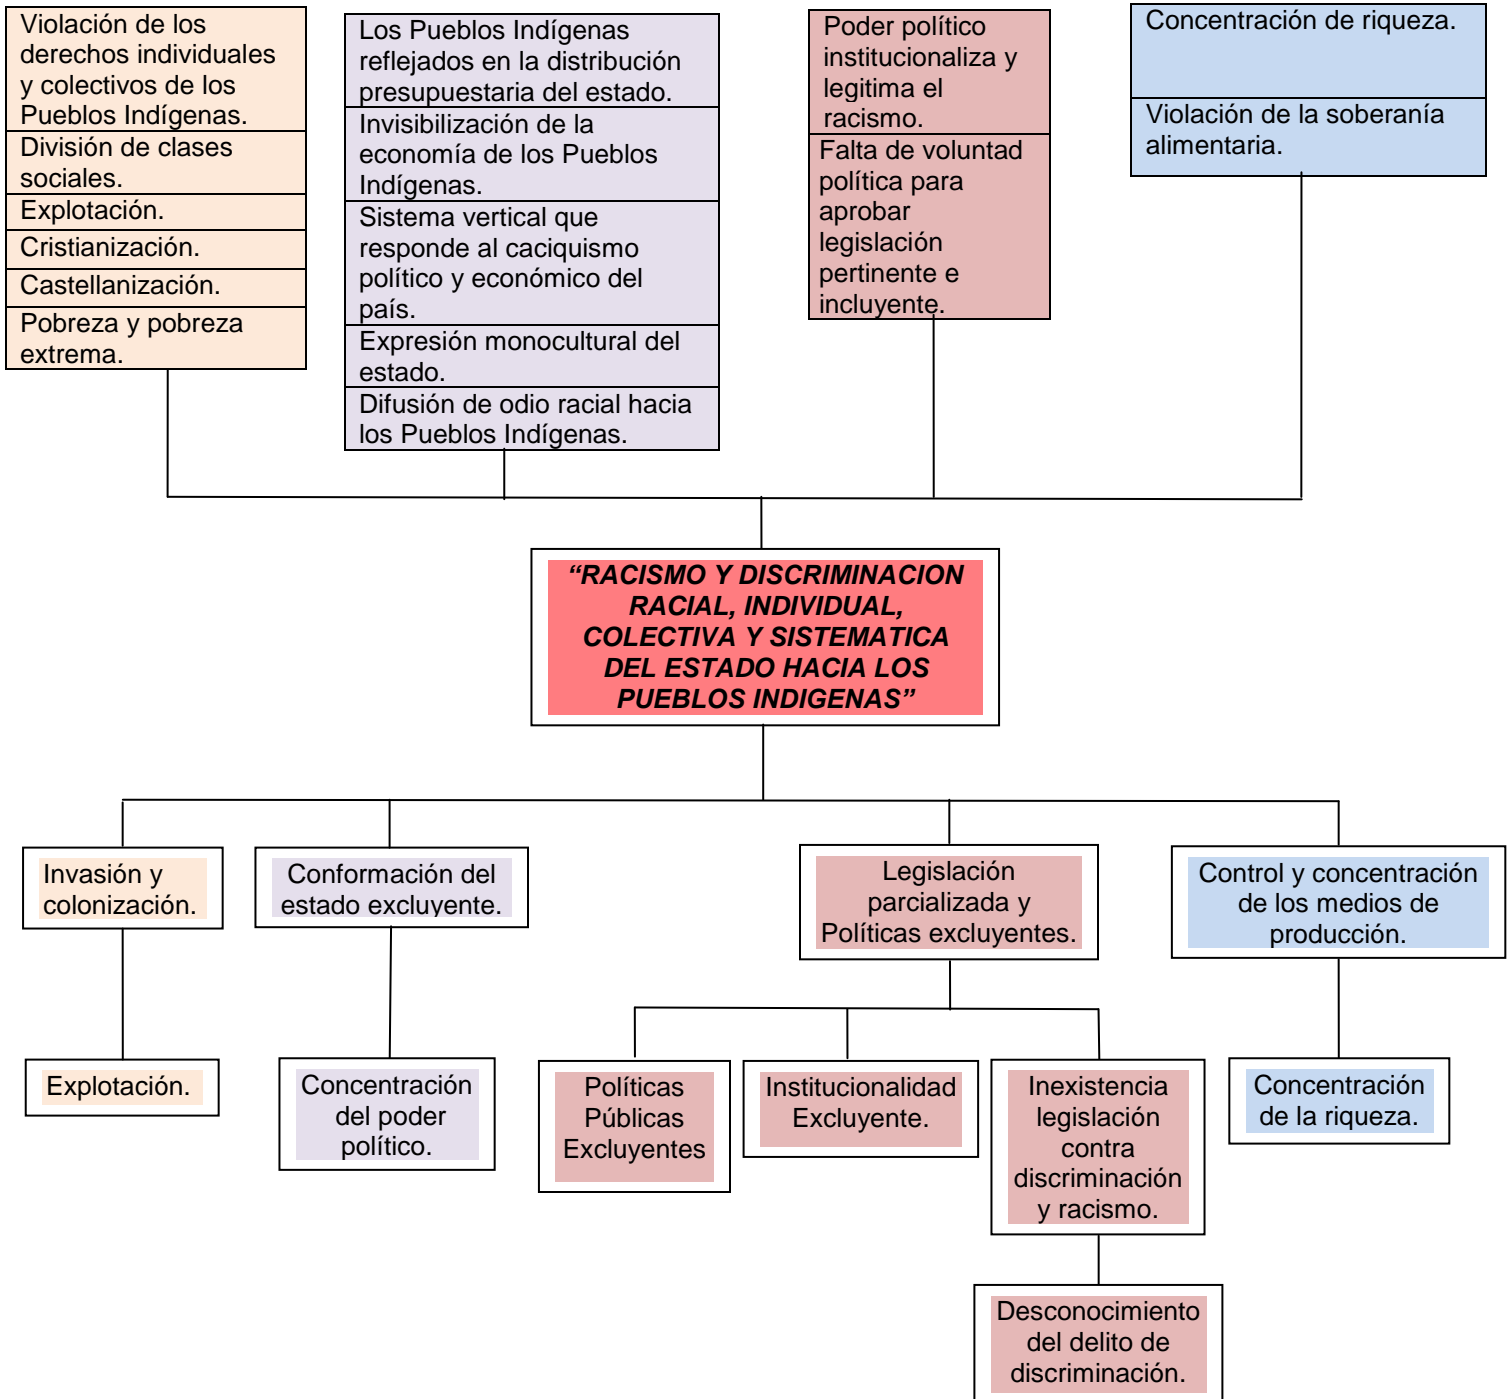 Violación de los
derechos individuales
y colectivos de los
Pueblos Indígenas.
División de clases
sociales.
Explotación.
Cristianización.
Castellanización.
Pobreza y pobreza
extrema.
Los Pueblos Indígenas
reflejados en la distribución
presupuestaria del estado.
Invisibilización de la
economía de los Pueblos
Indígenas.
Sistema vertical que
responde al caciquismo
político y económico del
país.
Expresión monocultural del
estado.
Difusión de odio racial hacia
los Pueblos Indígenas.
Poder político
institucionaliza y
legitima el
racismo.
Falta de voluntad
política para
aprobar
legislación
pertinente e
incluyente.
Concentración de riqueza.
Violación de la soberanía
alimentaria.
“RACISMO Y DISCRIMINACION
RACIAL, INDIVIDUAL,
COLECTIVA Y SISTEMATICA
DEL ESTADO HACIA LOS
PUEBLOS INDIGENAS”
Invasión y
colonización.
Conformación del
estado excluyente.
Legislación
parcializada y
Políticas excluyentes.
Control y concentración
de los medios de
producción.
Explotación.
Concentración
del poder
político.
Políticas
Públicas
Excluyentes
Institucionalidad
Excluyente.
Inexistencia
legislación
contra
discriminación
y racismo.
Concentración
de la riqueza.
Desconocimiento
del delito de
discriminación.